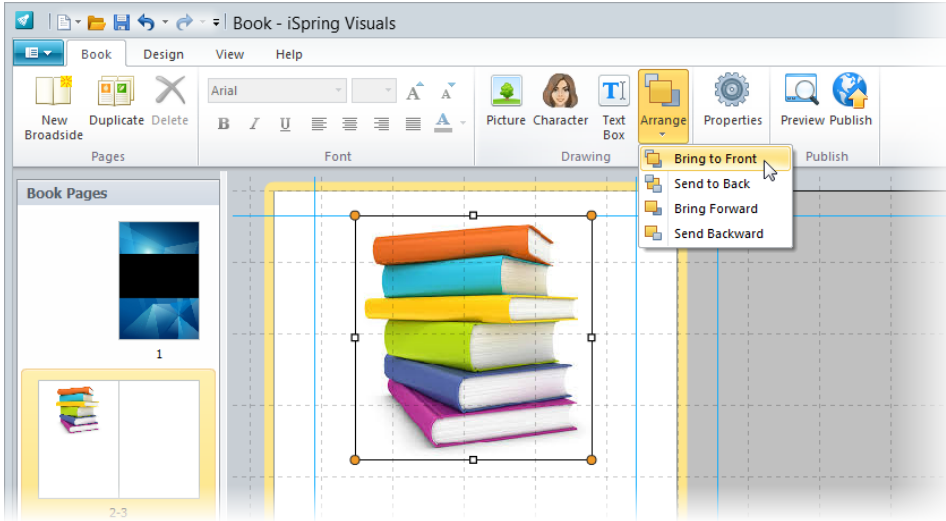 Book - iSpring Visuals
Book Design View Help
New Broadside
Duplicate
Delete
Pages
Arial
A A
B I U A
Font
Picture
Character
Text Box
Arrange
Drawing
Properties
Preview
Publish
Publish
Bring to Front
Send to Back
Bring Forward
Send Backward
Book Pages
1
2-3